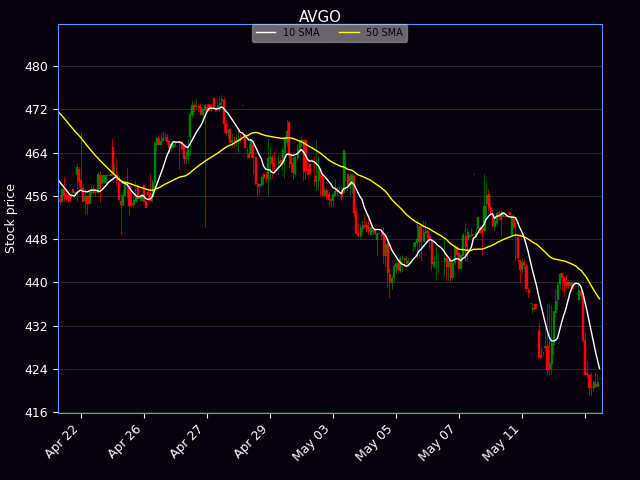 AVGO
10 SMA
50 SMA
480
472
464
456
448
440
432
424
416
Stock price
Apr 22
Apr 26
Apr 27
Apr 29
May 03
May 05
May 07
May 11